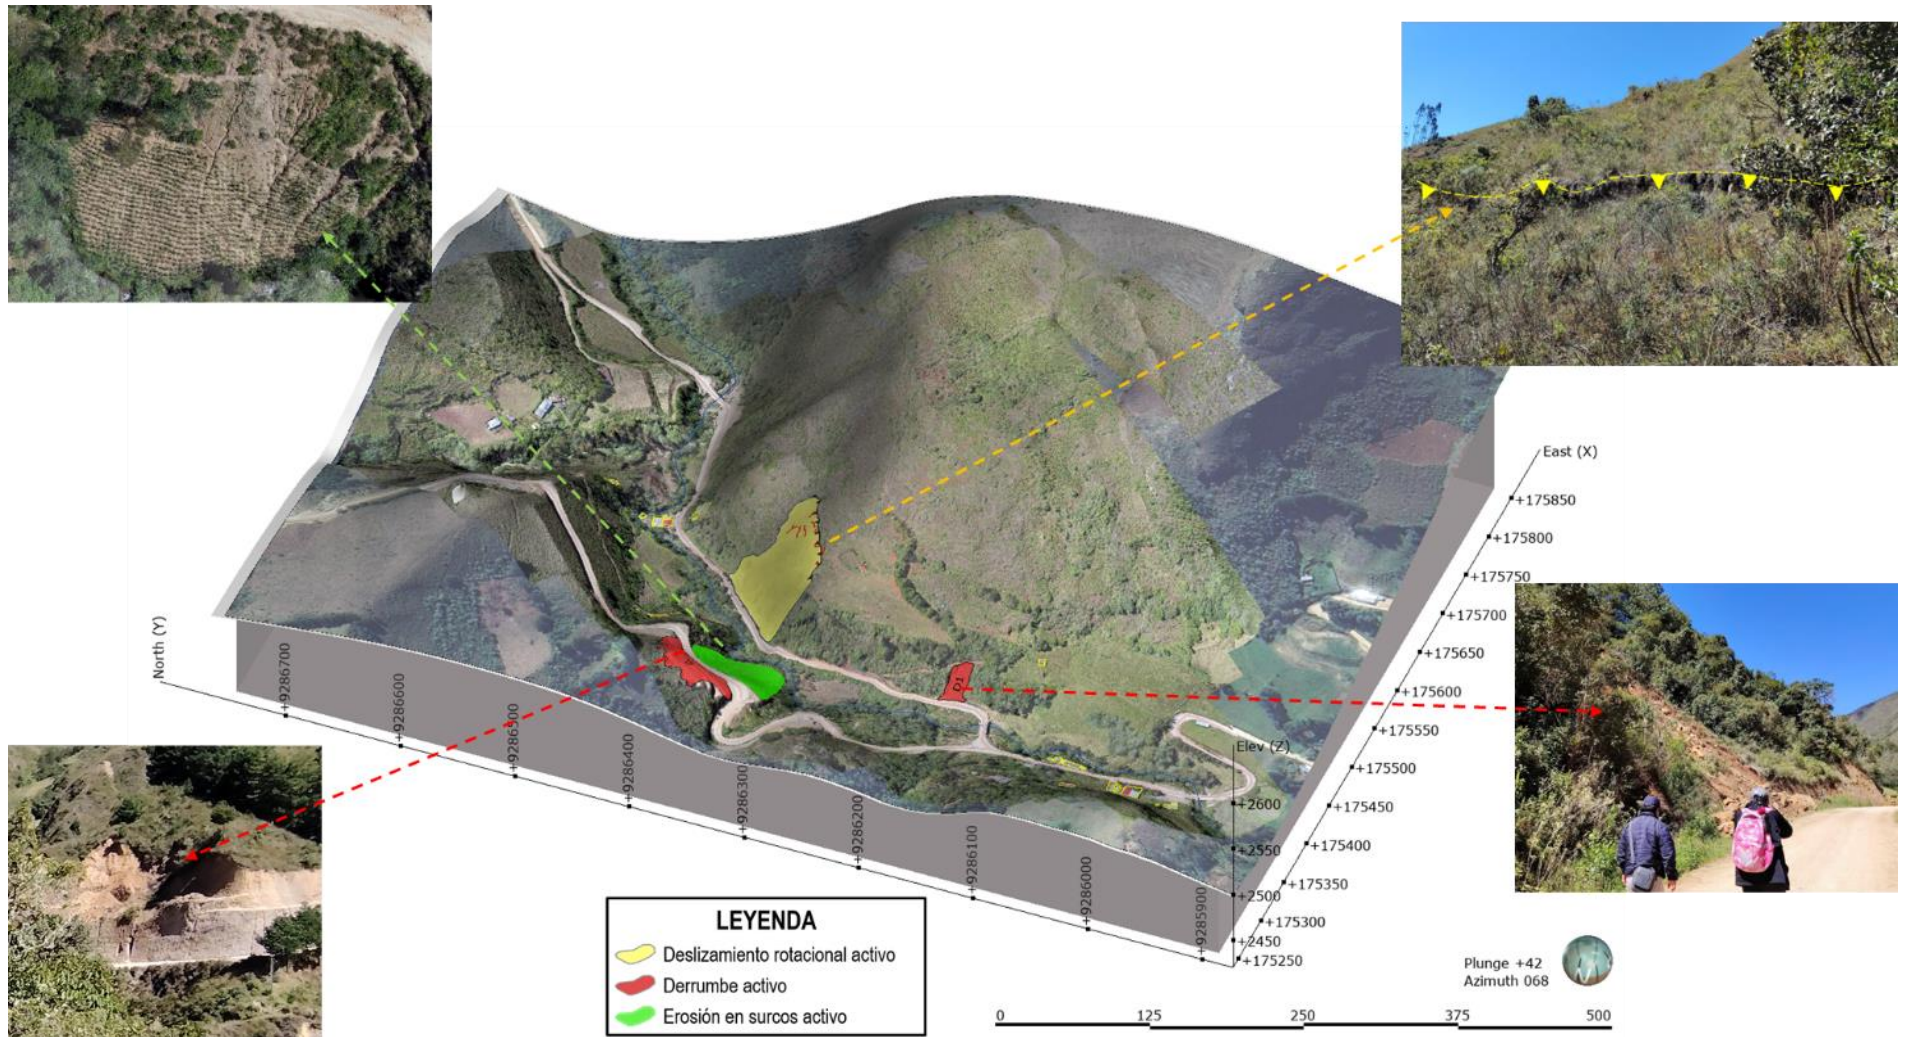 East (X)
+175850
+175800
+175750
+175700
+175650
+175600
+175550
+175500
+175450
+175400
+175350
+175300
+175250
North (Y)
+9286700
+9286600
+9286500
+9286400
+9286300
+9286200
+9286100
+9286000
+9285900
Elev (Z)
+2600
+2550
+2500
+2450
LEYENDA
Deslizamiento rotacional activo
Derrumbe activo
Erosión en surcos activo
Plunge +42
Azimuth 068
0 125 250 375 500